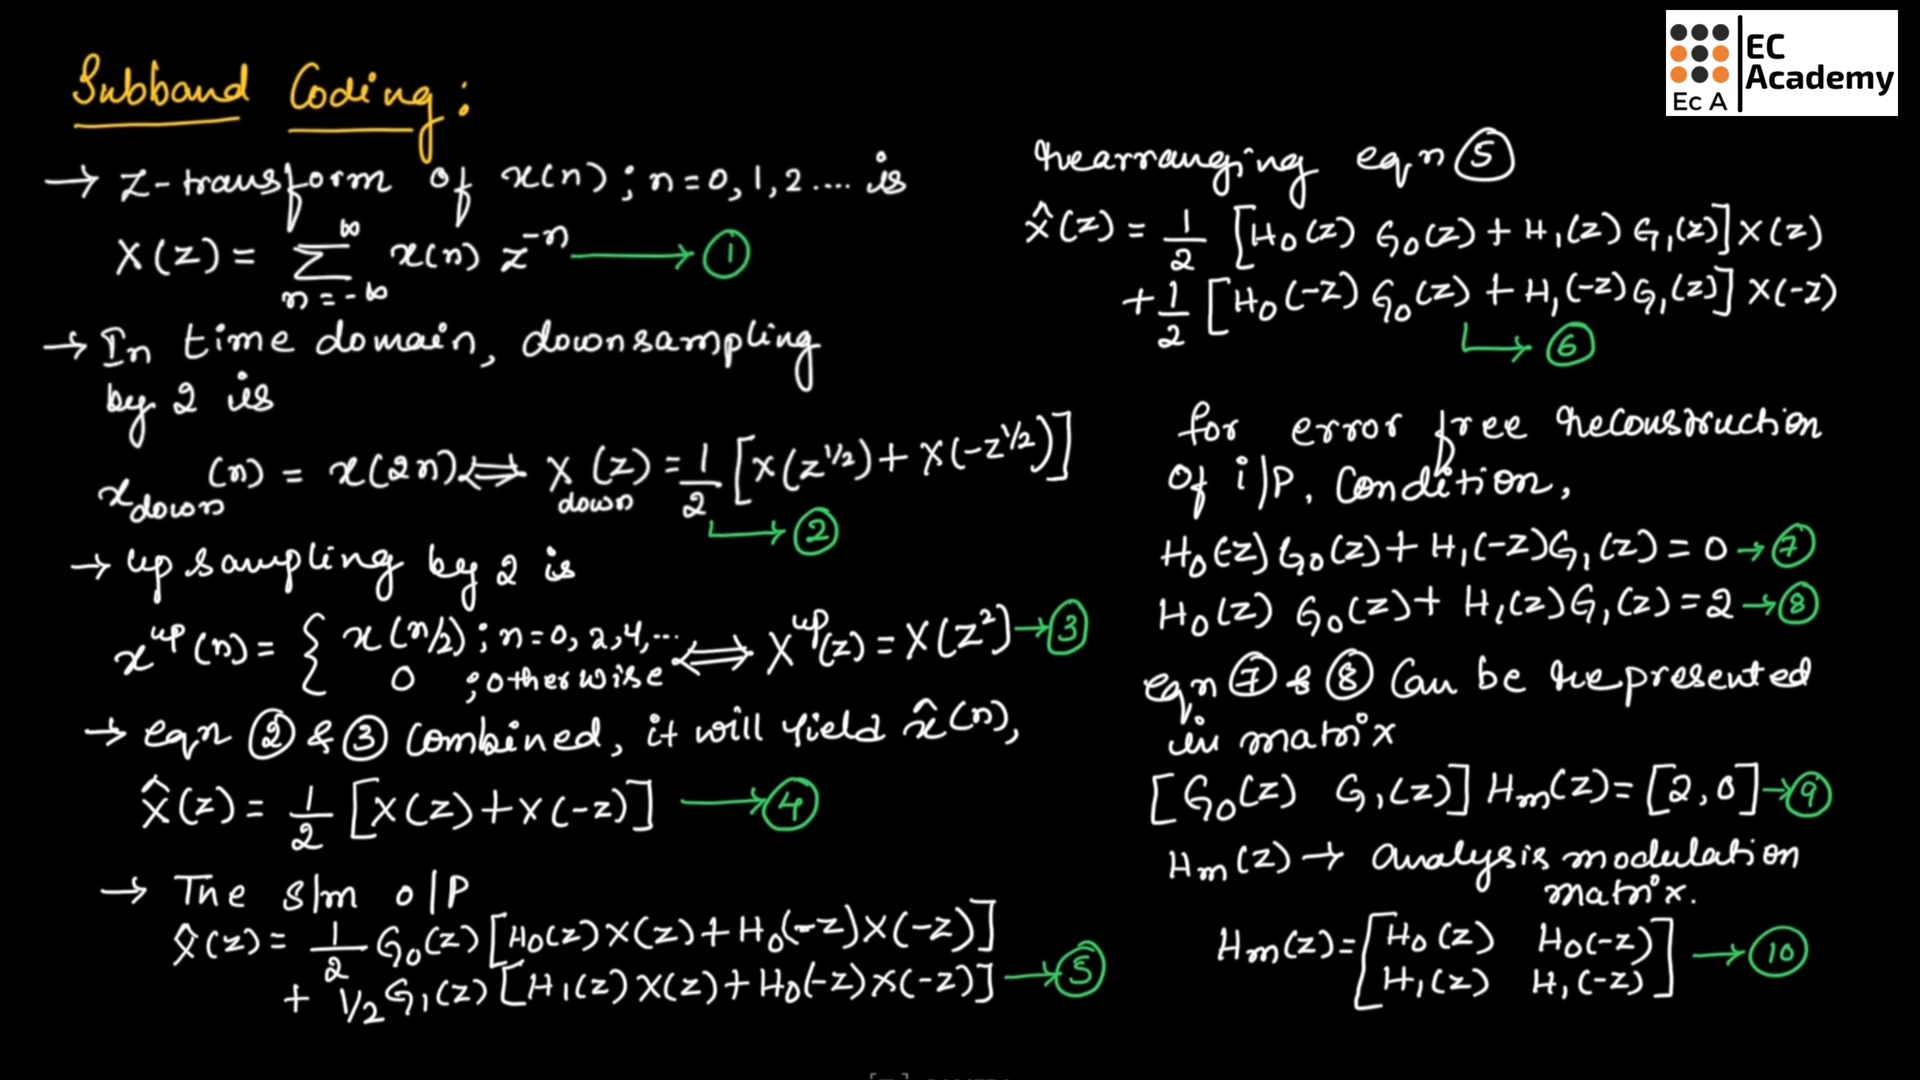 Subband Coding:
→ Z-transform of x(n); n=0,1,2.... is
X(z) = ∑_{n=-∞}^{∞} x(n) z^{-n} → ①
→ In time domain, downsampling
by 2 is
x_down(n) = x(2n) ⟺ X_down(z) = 1/2 [X(z^{1/2}) + X(-z^{1/2})]
→ ②
→ Up sampling by 2 is
x^{up}(n) = { x(n/2); n=0,2,4,... ⟺ X^{up}(z) = X(z^2) → ③
0 ; otherwise
→ eqn ② & ③ combined, it will yield x̂(n),
X̂(z) = 1/2 [X(z) + X(-z)] → ④
→ The s/m o/P
X̂(z) = 1/2 G₀(z) [H₀(z) X(z) + H₀(-z) X(-z)]
+ 1/2 G₁(z) [H₁(z) X(z) + H₀(-z) X(-z)] → ⑤
EC
Academy
Ec A
rearranging eqn ⑤
X̂(z) = 1/2 [H₀(z) G₀(z) + H₁(z) G₁(z)] X(z)
+ 1/2 [H₀(-z) G₀(z) + H₁(-z) G₁(z)] X(-z)
→ ⑥
for error free reconstruction
Of i/P, Condition,
H₀(-z) G₀(z) + H₁(-z) G₁(z) = 0 → ⑦
H₀(z) G₀(z) + H₁(z) G₁(z) = 2 → ⑧
eqn ⑦ & ⑧ Can be represented
in matrix
[G₀(z) G₁(z)] Hm(z) = [2, 0] → ⑨
Hm(z) → Analysis modulation
matrix.
Hm(z) = [H₀(z) H₀(-z)
H₁(z) H₁(-z)] → ⑩